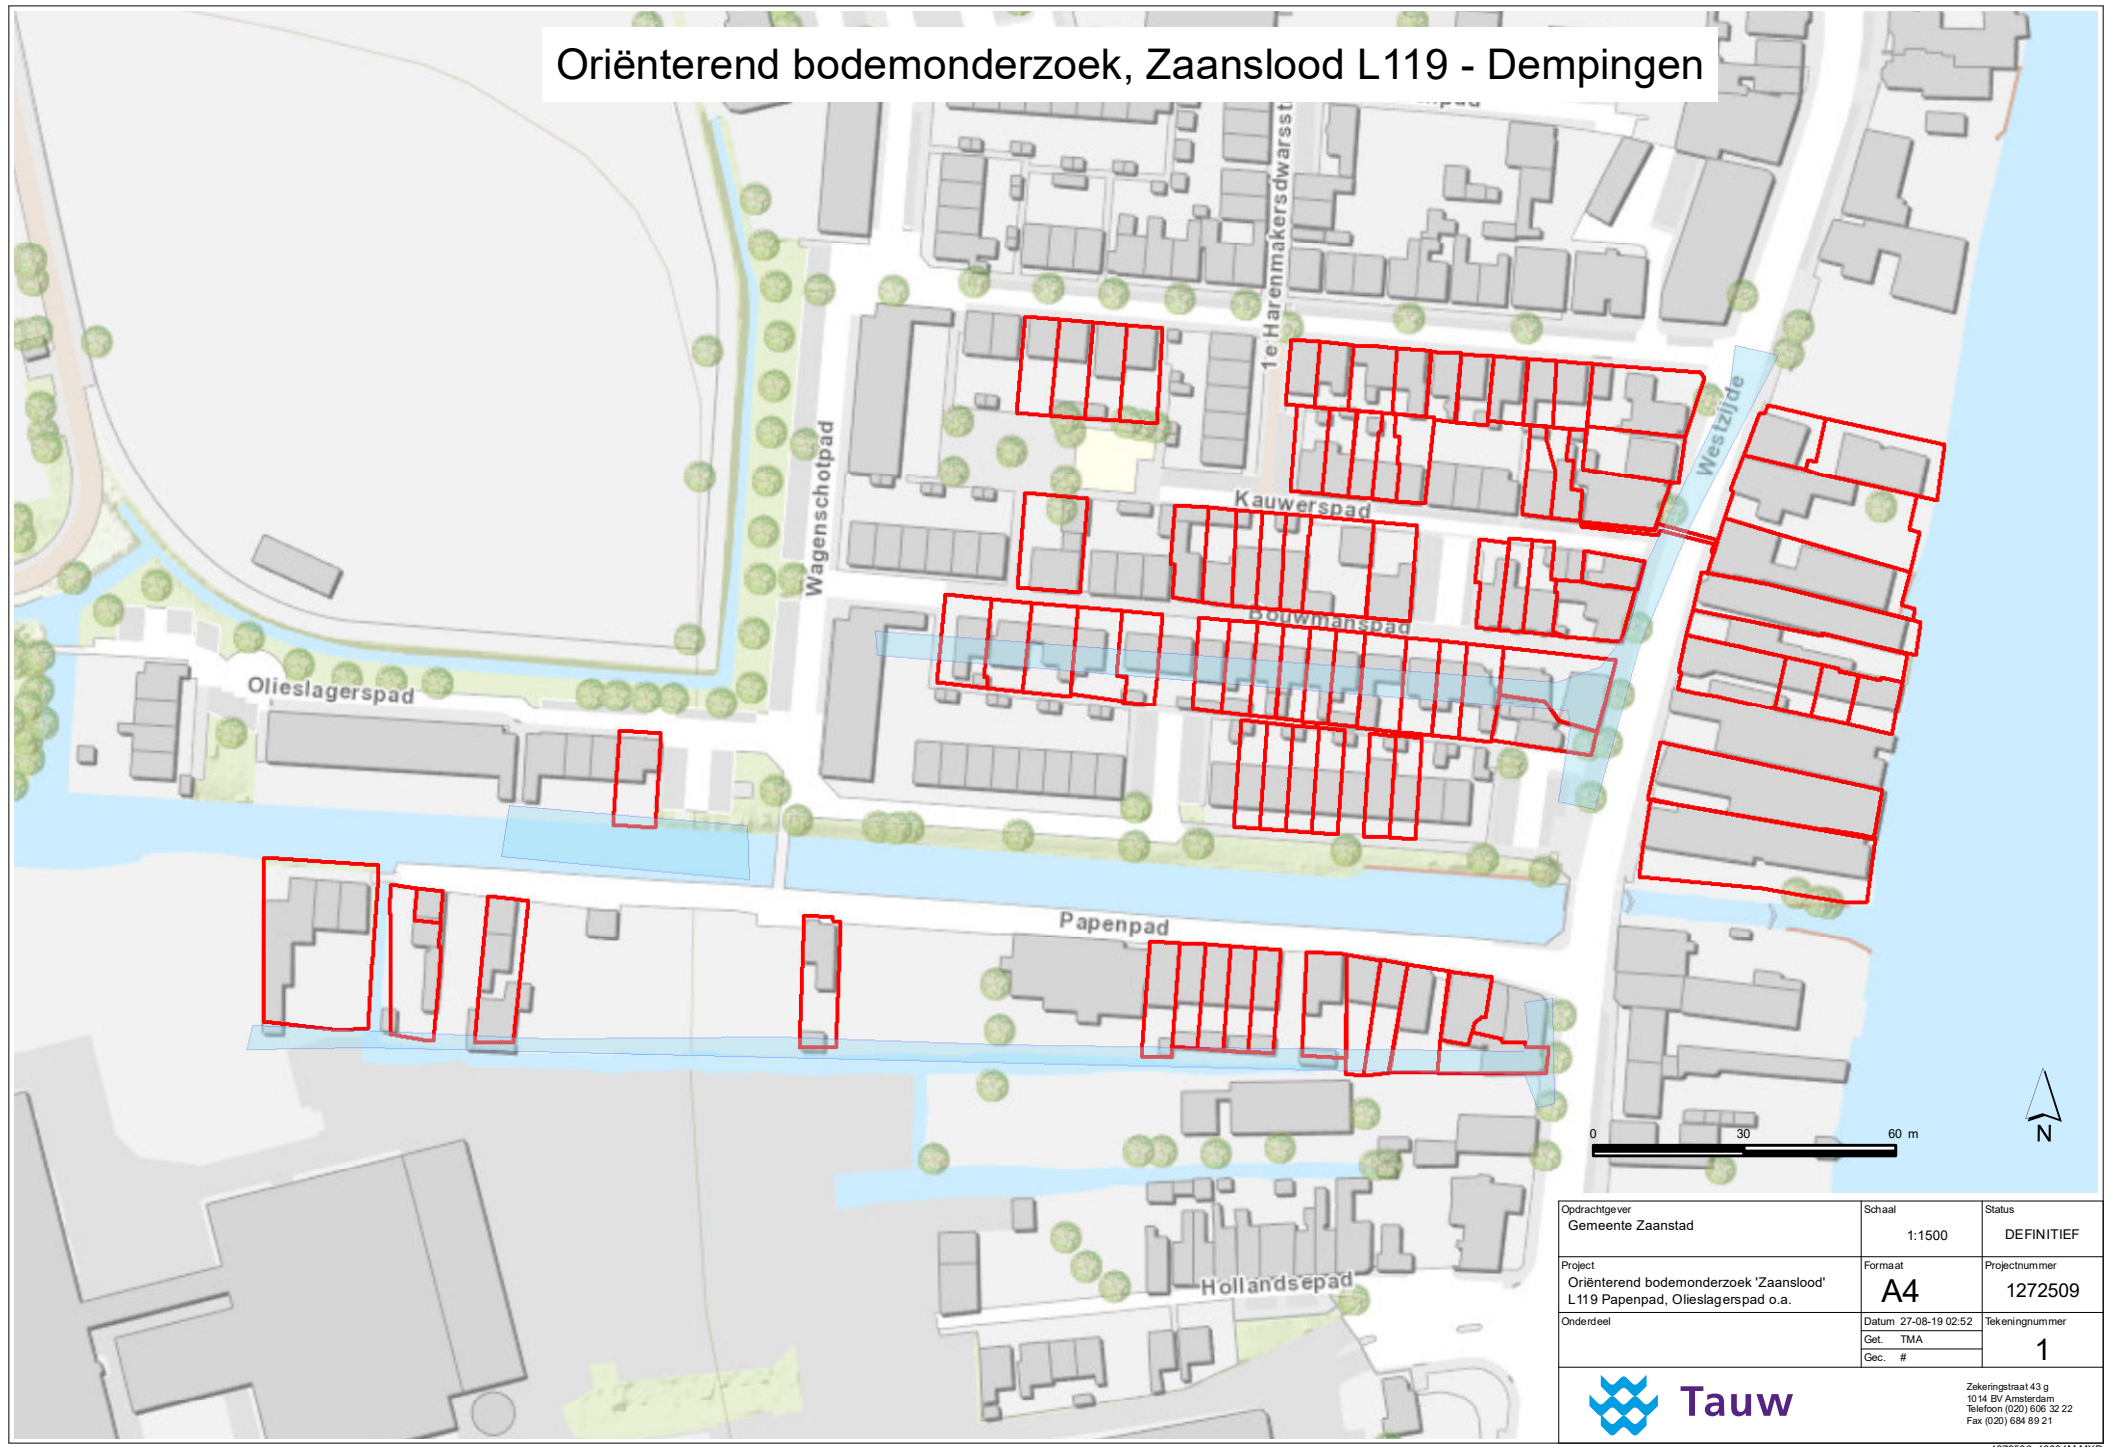 Oriënterend bodemonderzoek, Zaanslood L119 - Dempingen
1e Harenmakersdwarsst
Westzijde
Wagenschotpad
Kauwerspad
Bouwmanspad
Olieslagerspad
Papenpad
Hollandsepad
0 30 60 m
N
Opdrachtgever
Gemeente Zaanstad
Schaal
1:1500
Status
DEFINITIEF
Project
Oriënterend bodemonderzoek 'Zaanslood'
L119 Papenpad, Olieslagerspad o.a.
Formaat
A4
Projectnummer
1272509
Onderdeel
Datum 27-08-19 02:52
Get. TMA
Gec. #
Tekeningnummer
1
Tauw
Zekeringstraat 43 g
1014 BV Amsterdam
Telefoon (020) 606 32 22
Fax (020) 684 89 21